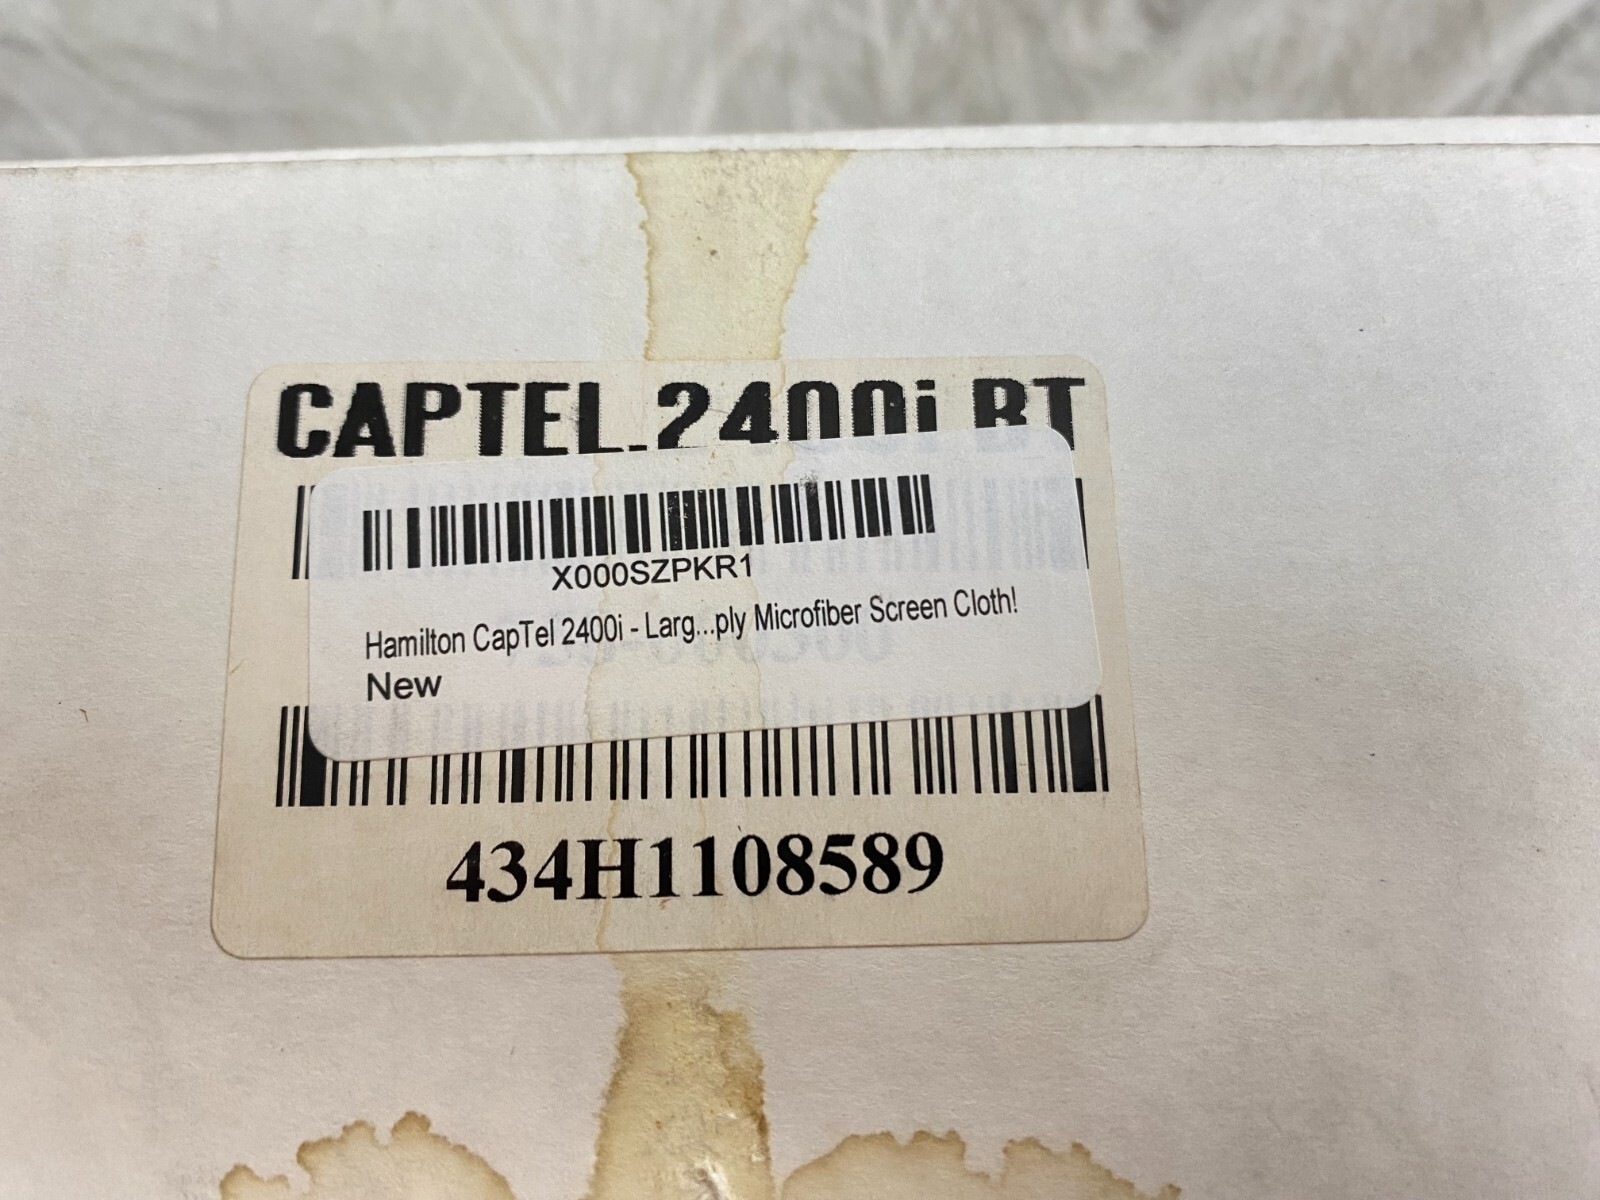 CAPTEL.2400i BT
X000SZPKR1
Hamilton CapTel 2400i - Larg...ply Microfiber Screen Cloth!
New
434H1108589